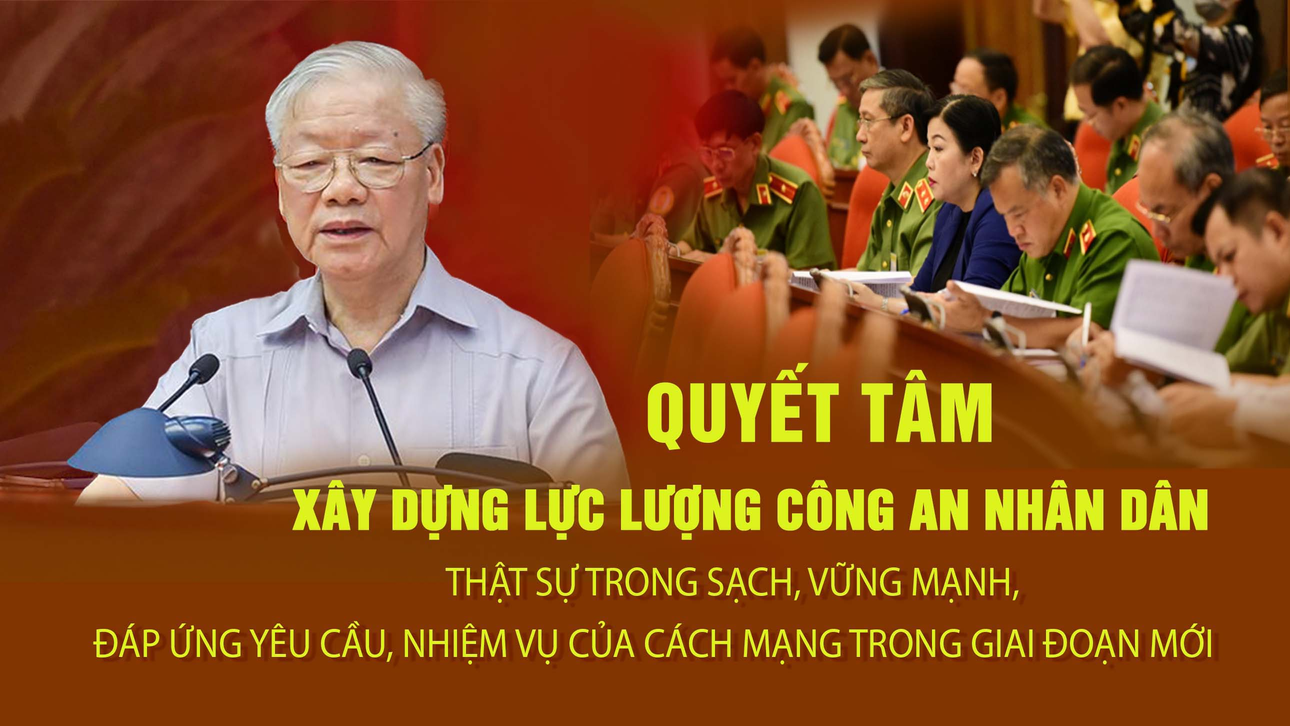 QUYẾT TÂM
XÂY DỰNG LỰC LƯỢNG CÔNG AN NHÂN DÂN
THẬT SỰ TRONG SẠCH, VỮNG MẠNH,
ĐÁP ỨNG YÊU CẦU, NHIỆM VỤ CỦA CÁCH MẠNG TRONG GIAI ĐOẠN MỚI